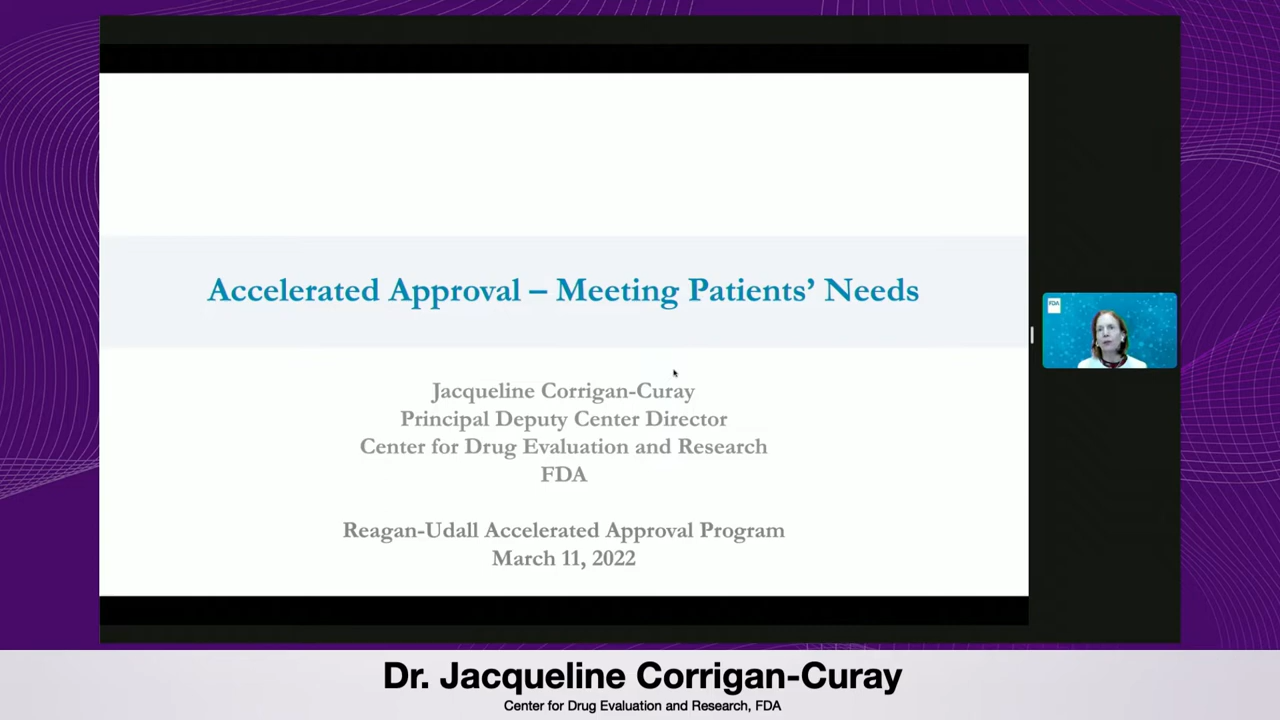 Accelerated Approval – Meeting Patients’ Needs
Jacqueline Corrigan-Curay
Principal Deputy Center Director
Center for Drug Evaluation and Research
FDA
Reagan-Udall Accelerated Approval Program
March 11, 2022
FDA
Dr. Jacqueline Corrigan-Curay
Center for Drug Evaluation and Research, FDA